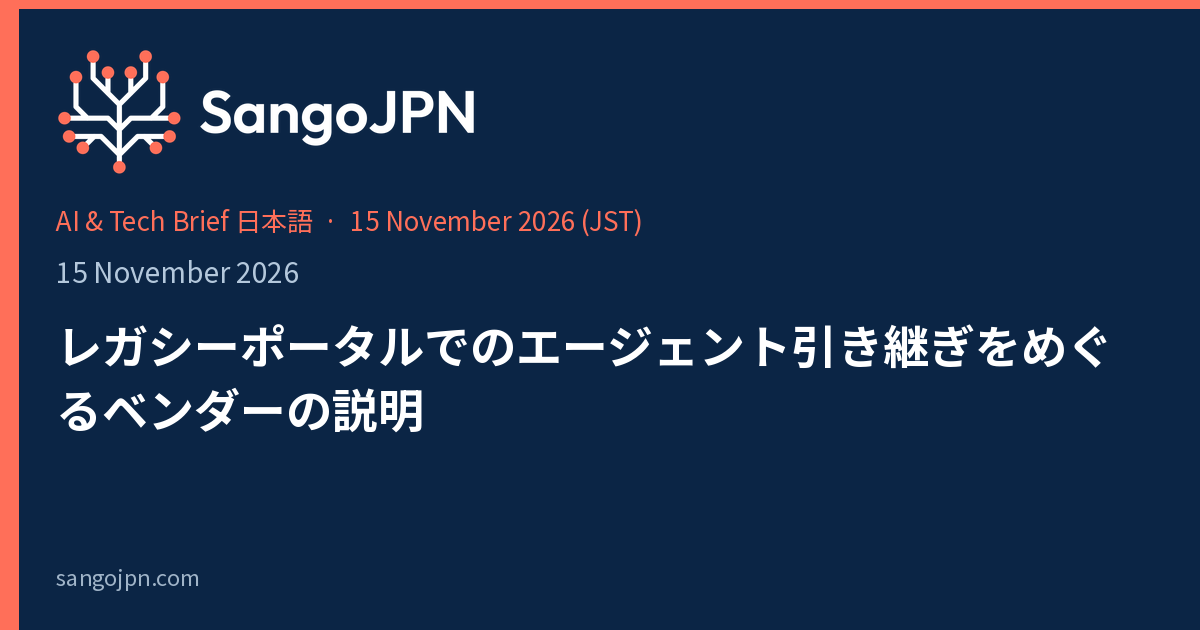 SangoJPN
AI & Tech Brief 日本語 · 15 November 2026 (JST)
15 November 2026
レガシーポータルでのエージェント引き継ぎをめぐ
るベンダーの説明
sangojpn.com